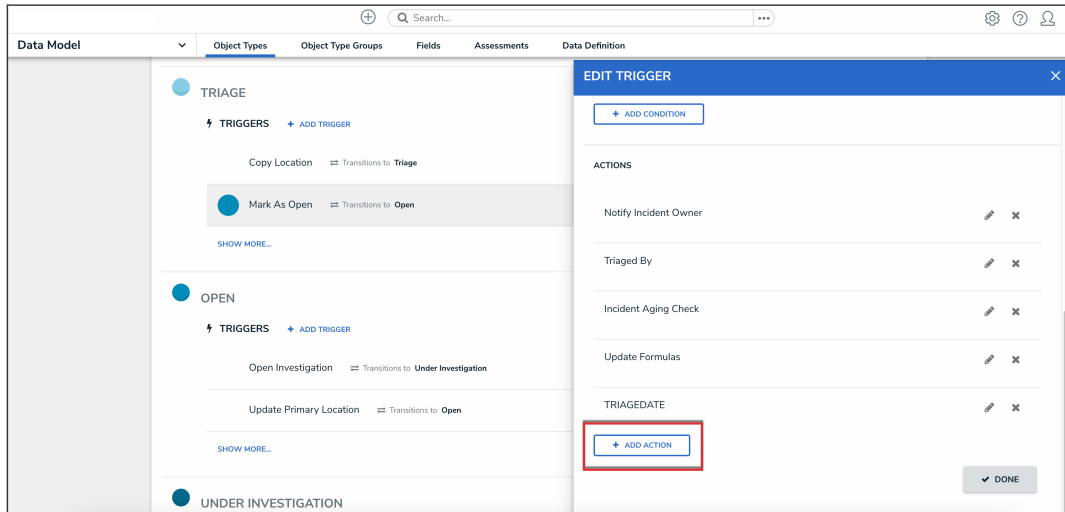 Search...
Data Model
Object Types
Object Type Groups
Fields
Assessments
Data Definition
TRIAGE
TRIGGERS
+ ADD TRIGGER
Copy Location
Transitions to Triage
Mark As Open
Transitions to Open
SHOW MORE...
OPEN
TRIGGERS
+ ADD TRIGGER
Open Investigation
Transitions to Under Investigation
Update Primary Location
Transitions to Open
SHOW MORE...
UNDER INVESTIGATION
EDIT TRIGGER
+ ADD CONDITION
ACTIONS
Notify Incident Owner
Triaged By
Incident Aging Check
Update Formulas
TRIAGEDATE
+ ADD ACTION
DONE